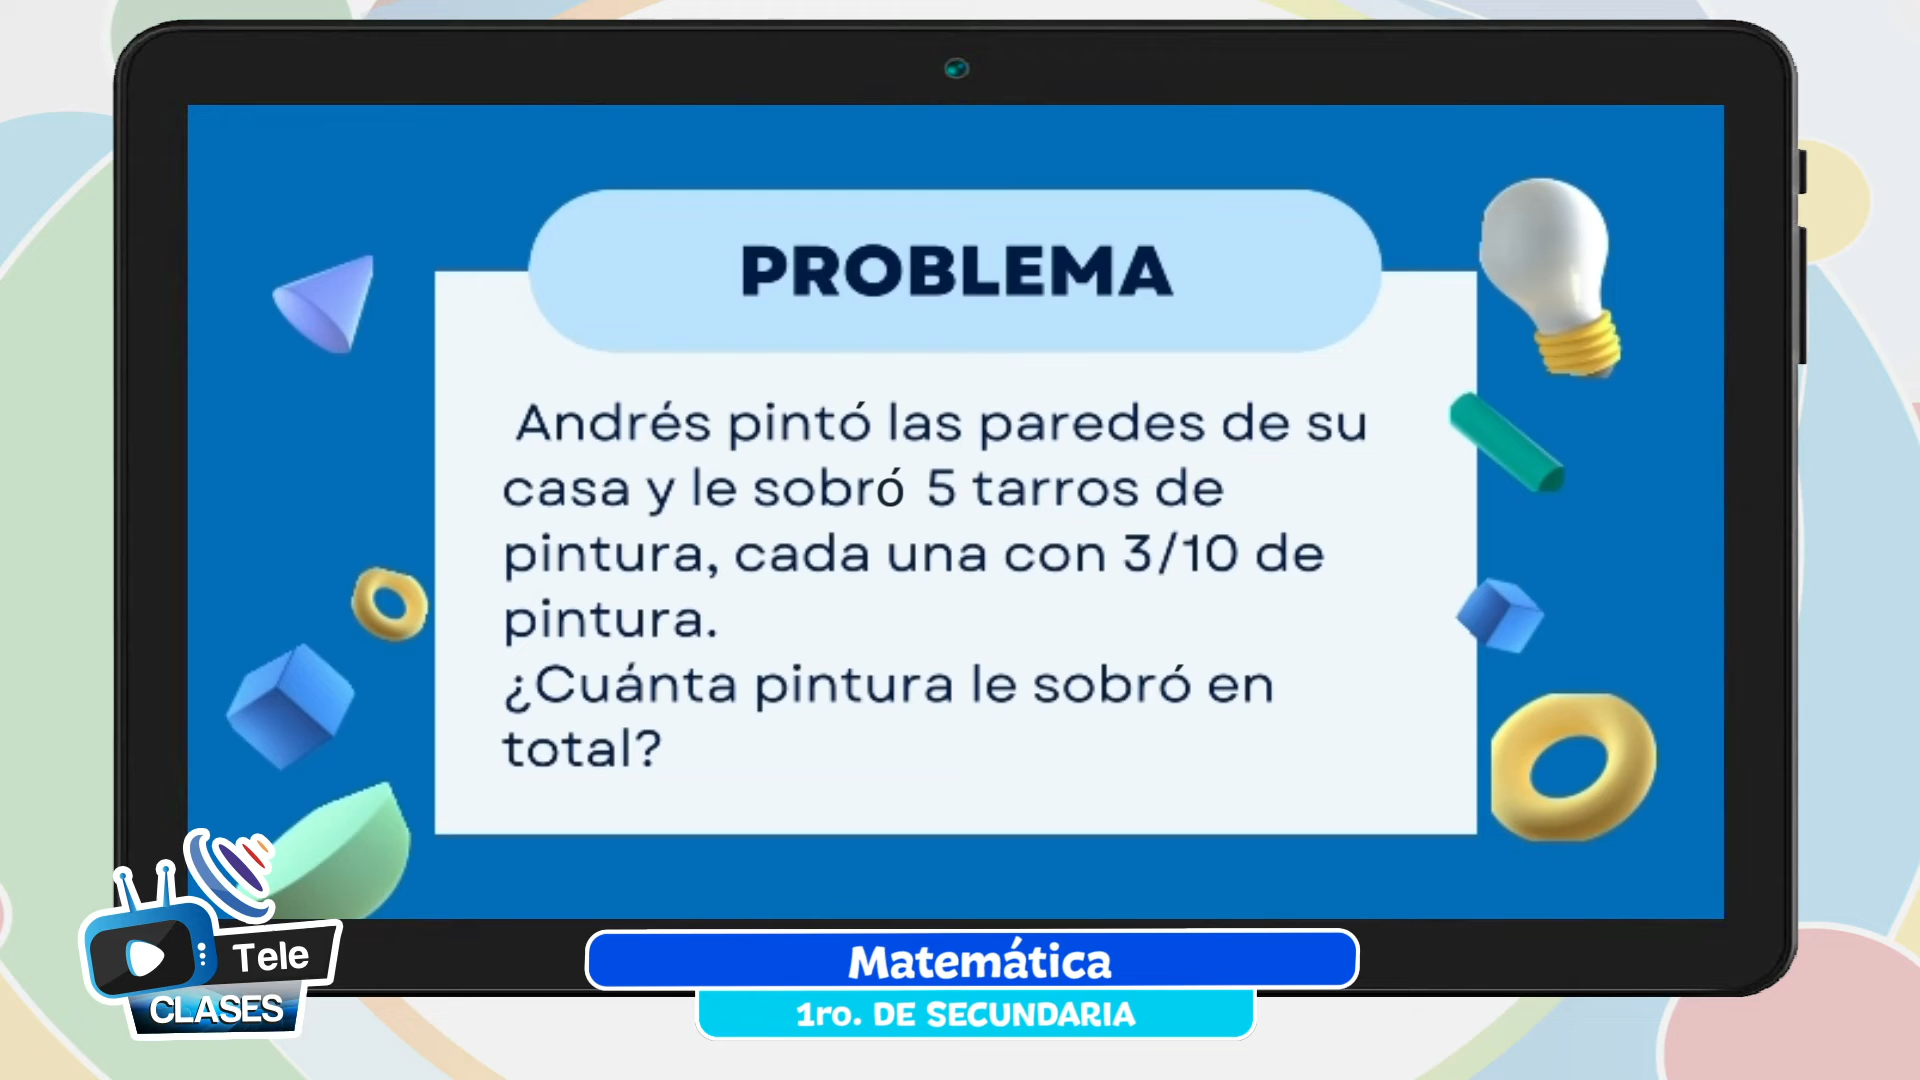 PROBLEMA
Andrés pintó las paredes de su
casa y le sobró 5 tarros de
pintura, cada una con 3/10 de
pintura.
¿Cuánta pintura le sobró en
total?
Tele
CLASES
Matemática
1ro. DE SECUNDARIA